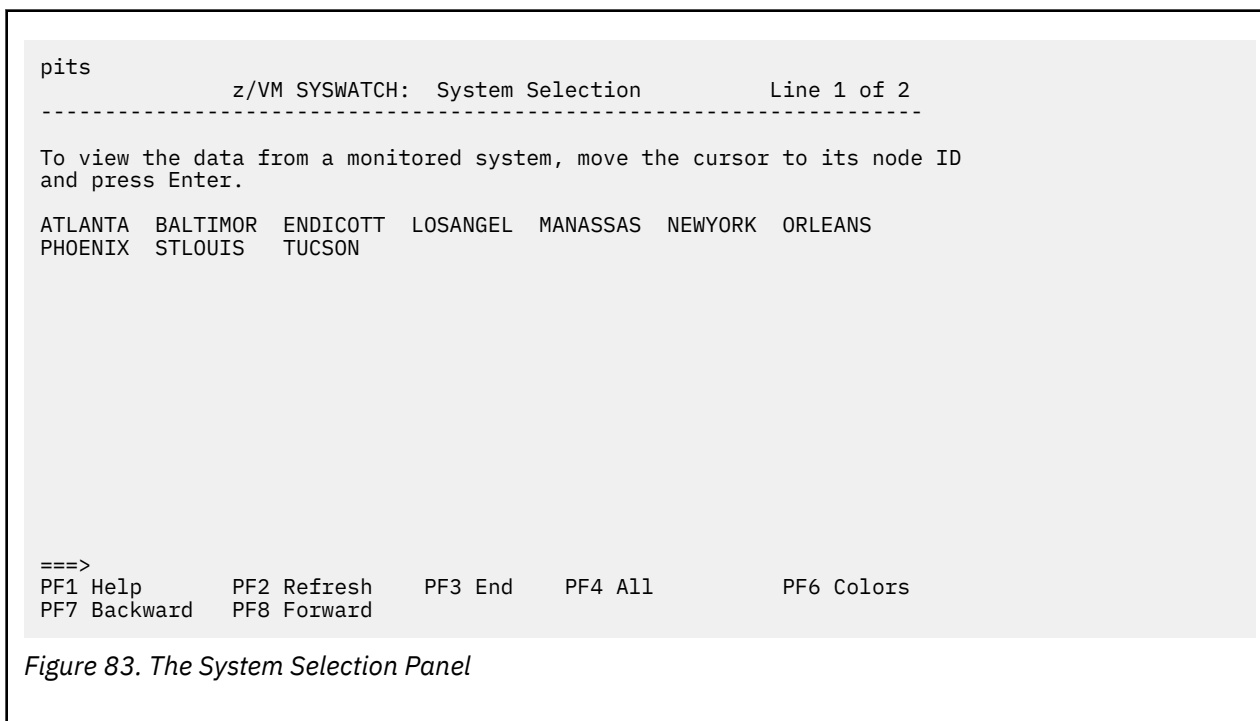 pits
z/VM SYSWATCH:  System Selection          Line 1 of 2
---------------------------------------------------------------------
To view the data from a monitored system, move the cursor to its node ID
and press Enter.
ATLANTA  BALTIMOR  ENDICOTT  LOSANGEL  MANASSAS  NEWYORK  ORLEANS
PHOENIX  STLOUIS   TUCSON
===>
PF1 Help       PF2 Refresh    PF3 End    PF4 All          PF6 Colors
PF7 Backward   PF8 Forward
Figure 83. The System Selection Panel